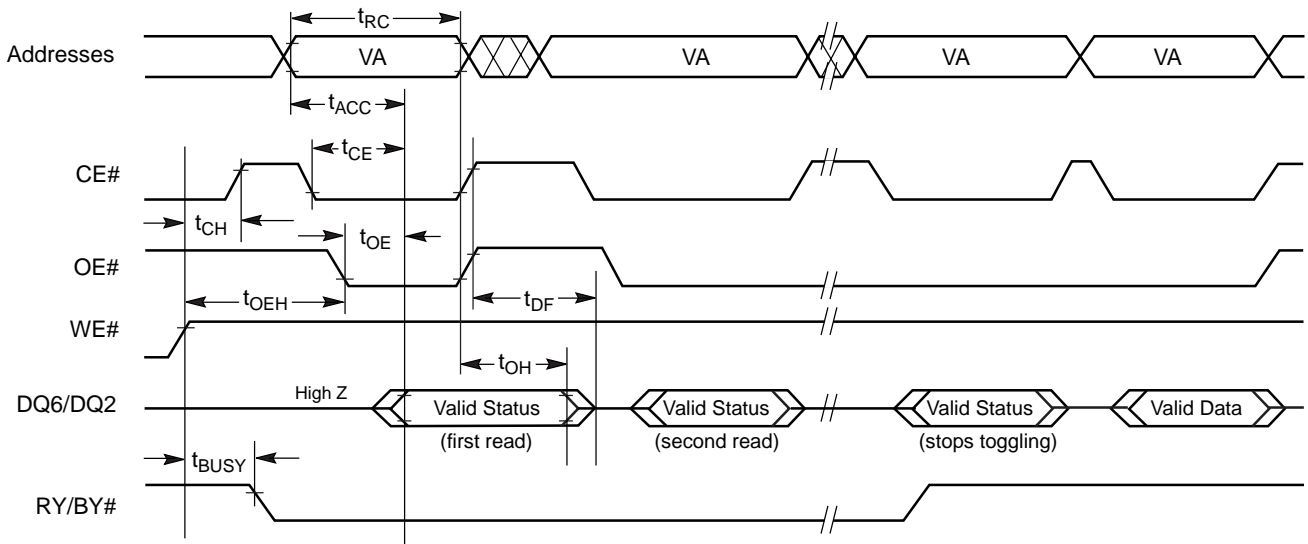 tRC
Addresses VA VA VA VA
tACC
tCE
CE#
tCH tOE
OE#
tOEH tDF
WE#
tOH
High Z
DQ6/DQ2 Valid Status Valid Status Valid Status Valid Data
(first read) (second read) (stops toggling)
tBUSY
RY/BY#